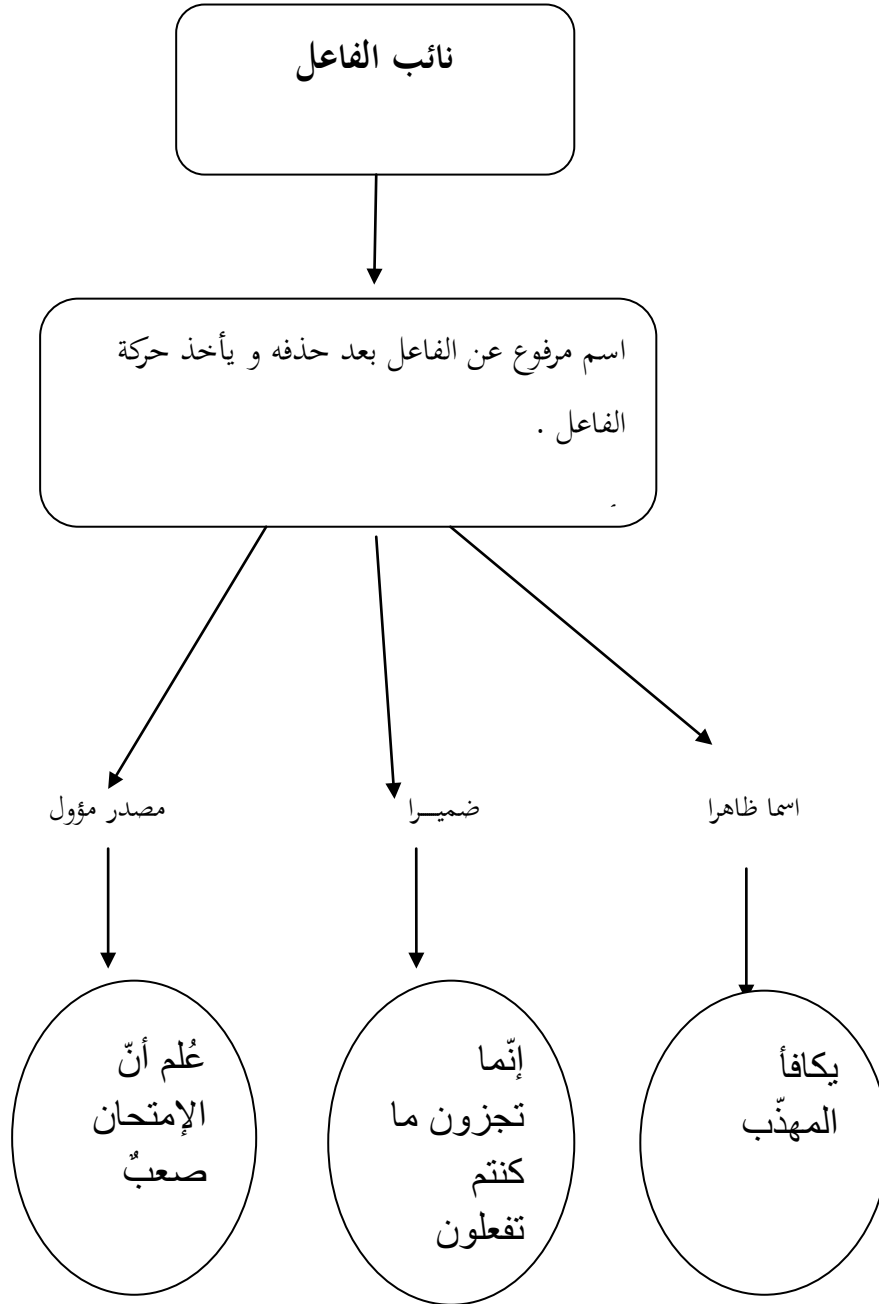 نائب الفاعل
اسم مرفوع عن الفاعل بعد حذفه و يأخذ حركة
الفاعل .
اسما ظاهرا
ضميـــرا
مصدر مؤول
يكافأ
المهذّب
إنّما
تجزون ما
كنتم
تفعلون
عُلم أنّ
الإمتحان
صعبٌ